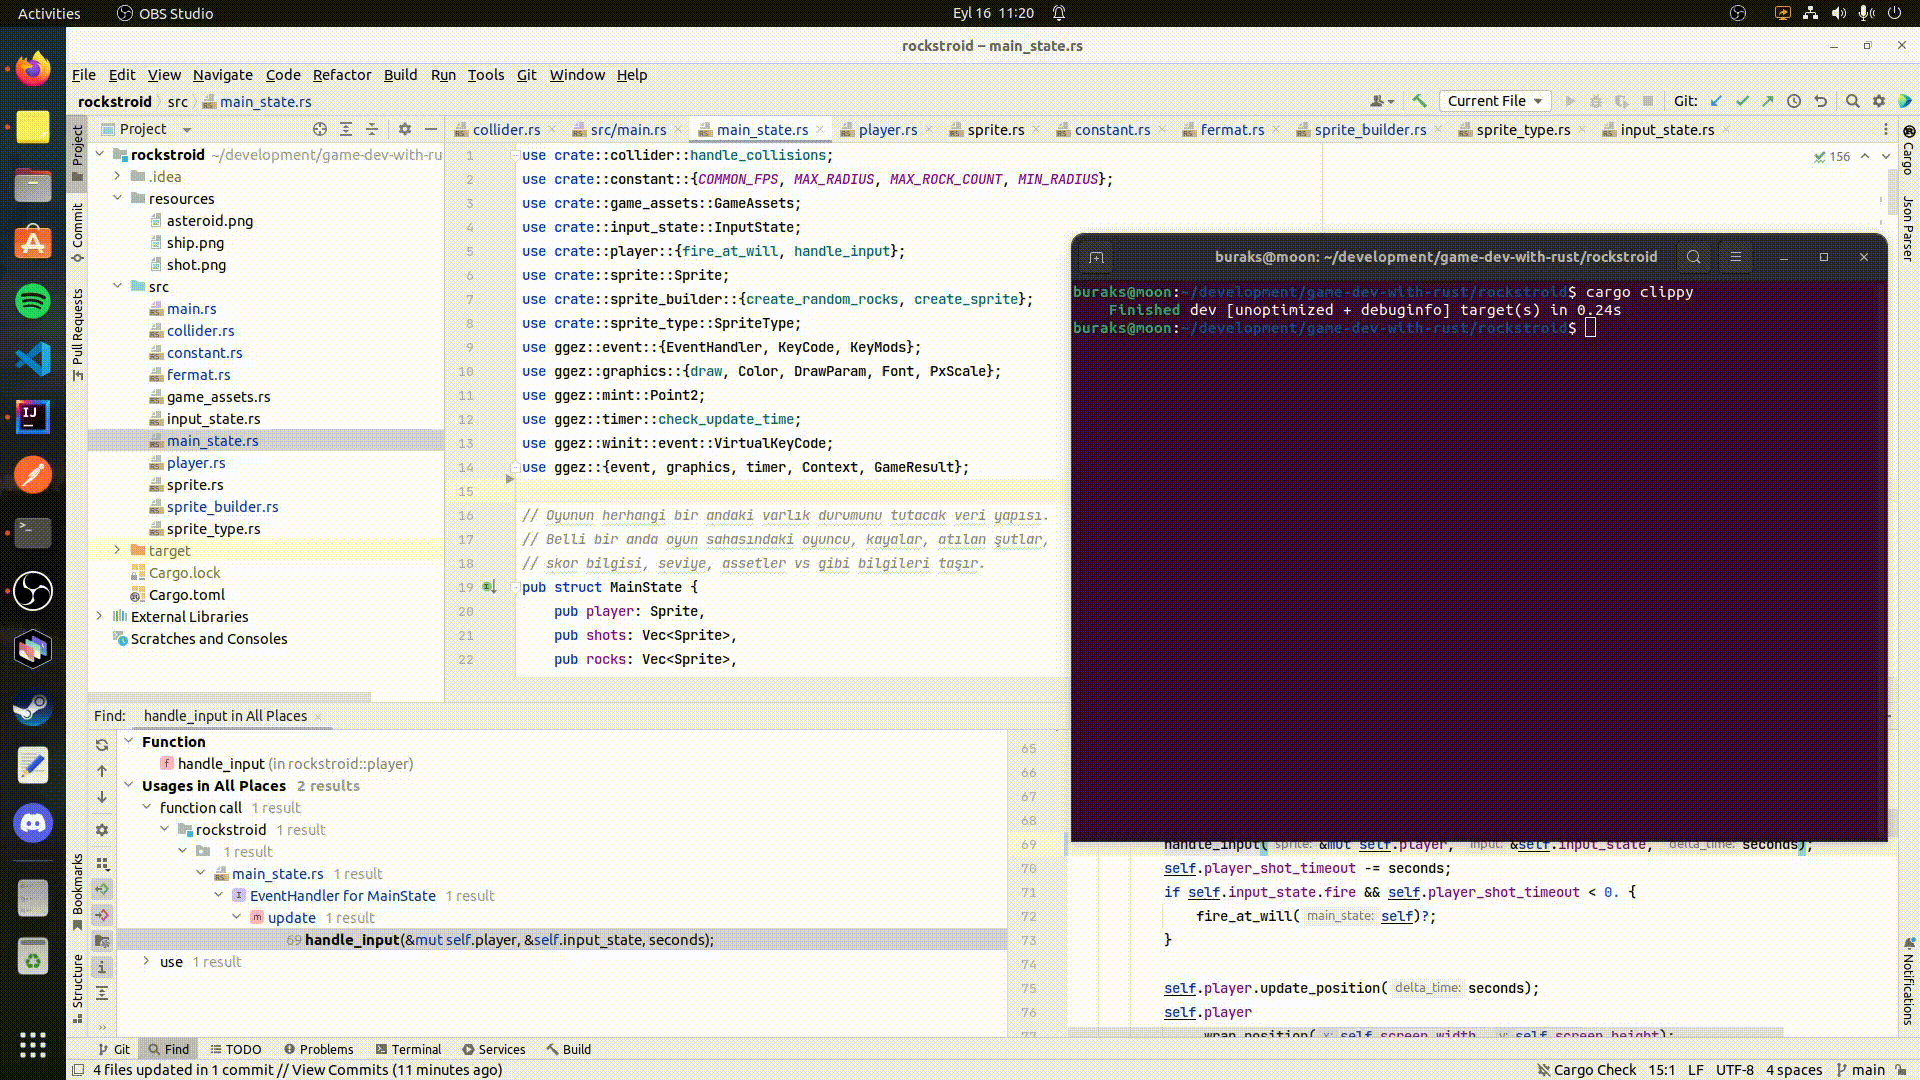 Activities
OBS Studio
Eyl 16 11:20
rockstroid – main_state.rs
File Edit View Navigate Code Refactor Build Run Tools Git Window Help
rockstroid src main_state.rs
Current File
Git:
Project
collider.rs src/main.rs main_state.rs player.rs sprite.rs constant.rs fermat.rs sprite_builder.rs sprite_type.rs input_state.rs
Project
Commit
Pull Requests
Bookmarks
Structure
rockstroid ~/development/game-dev-with-ru
.idea
resources
asteroid.png
ship.png
shot.png
src
main.rs
collider.rs
constant.rs
fermat.rs
game_assets.rs
input_state.rs
main_state.rs
player.rs
sprite.rs
sprite_builder.rs
sprite_type.rs
target
Cargo.lock
Cargo.toml
External Libraries
Scratches and Consoles
156
1 use crate::collider::handle_collisions;
2 use crate::constant::{COMMON_FPS, MAX_RADIUS, MAX_ROCK_COUNT, MIN_RADIUS};
3 use crate::game_assets::GameAssets;
4 use crate::input_state::InputState;
5 use crate::player::{fire_at_will, handle_input};
6 use crate::sprite::Sprite;
7 use crate::sprite_builder::{create_random_rocks, create_sprite};
8 use crate::sprite_type::SpriteType;
9 use ggez::event::{EventHandler, KeyCode, KeyMods};
10 use ggez::graphics::{draw, Color, DrawParam, Font, PxScale};
11 use ggez::mint::Point2;
12 use ggez::timer::check_update_time;
13 use ggez::winit::event::VirtualKeyCode;
14 use ggez::{event, graphics, timer, Context, GameResult};
15
16 // Oyunun herhangi bir andaki varlık durumunu tutacak veri yapısı.
17 // Belli bir anda oyun sahasındaki oyuncu, kayalar, atılan şutlar,
18 // skor bilgisi, seviye, assetler vs gibi bilgileri taşır.
19 pub struct MainState {
20 pub player: Sprite,
21 pub shots: Vec<Sprite>,
22 pub rocks: Vec<Sprite>,
buraks@moon: ~/development/game-dev-with-rust/rockstroid
buraks@moon:~/development/game-dev-with-rust/rockstroid$ cargo clippy
Finished dev [unoptimized + debuginfo] target(s) in 0.24s
buraks@moon:~/development/game-dev-with-rust/rockstroid$
Cargo
Json Parser
Notifications
Find: handle_input in All Places
Function
handle_input (in rockstroid::player)
Usages in All Places 2 results
function call 1 result
rockstroid 1 result
1 result
main_state.rs 1 result
EventHandler for MainState 1 result
update 1 result
69 handle_input(&mut self.player, &self.input_state, seconds);
use 1 result
65
66
67
68
69 handle_input( sprite: &mut self.player, input: &self.input_state, delta_time: seconds);
70 self.player_shot_timeout -= seconds;
71 if self.input_state.fire && self.player_shot_timeout < 0. {
72 fire_at_will( main_state: self)?;
73 }
74
75 self.player.update_position( delta_time: seconds);
76 self.player
77 .wrap_position( x: self.screen_width, y: self.screen_height);
Git Find TODO Problems Terminal Services Build
4 files updated in 1 commit // View Commits (11 minutes ago)
Cargo Check 15:1 LF UTF-8 4 spaces main